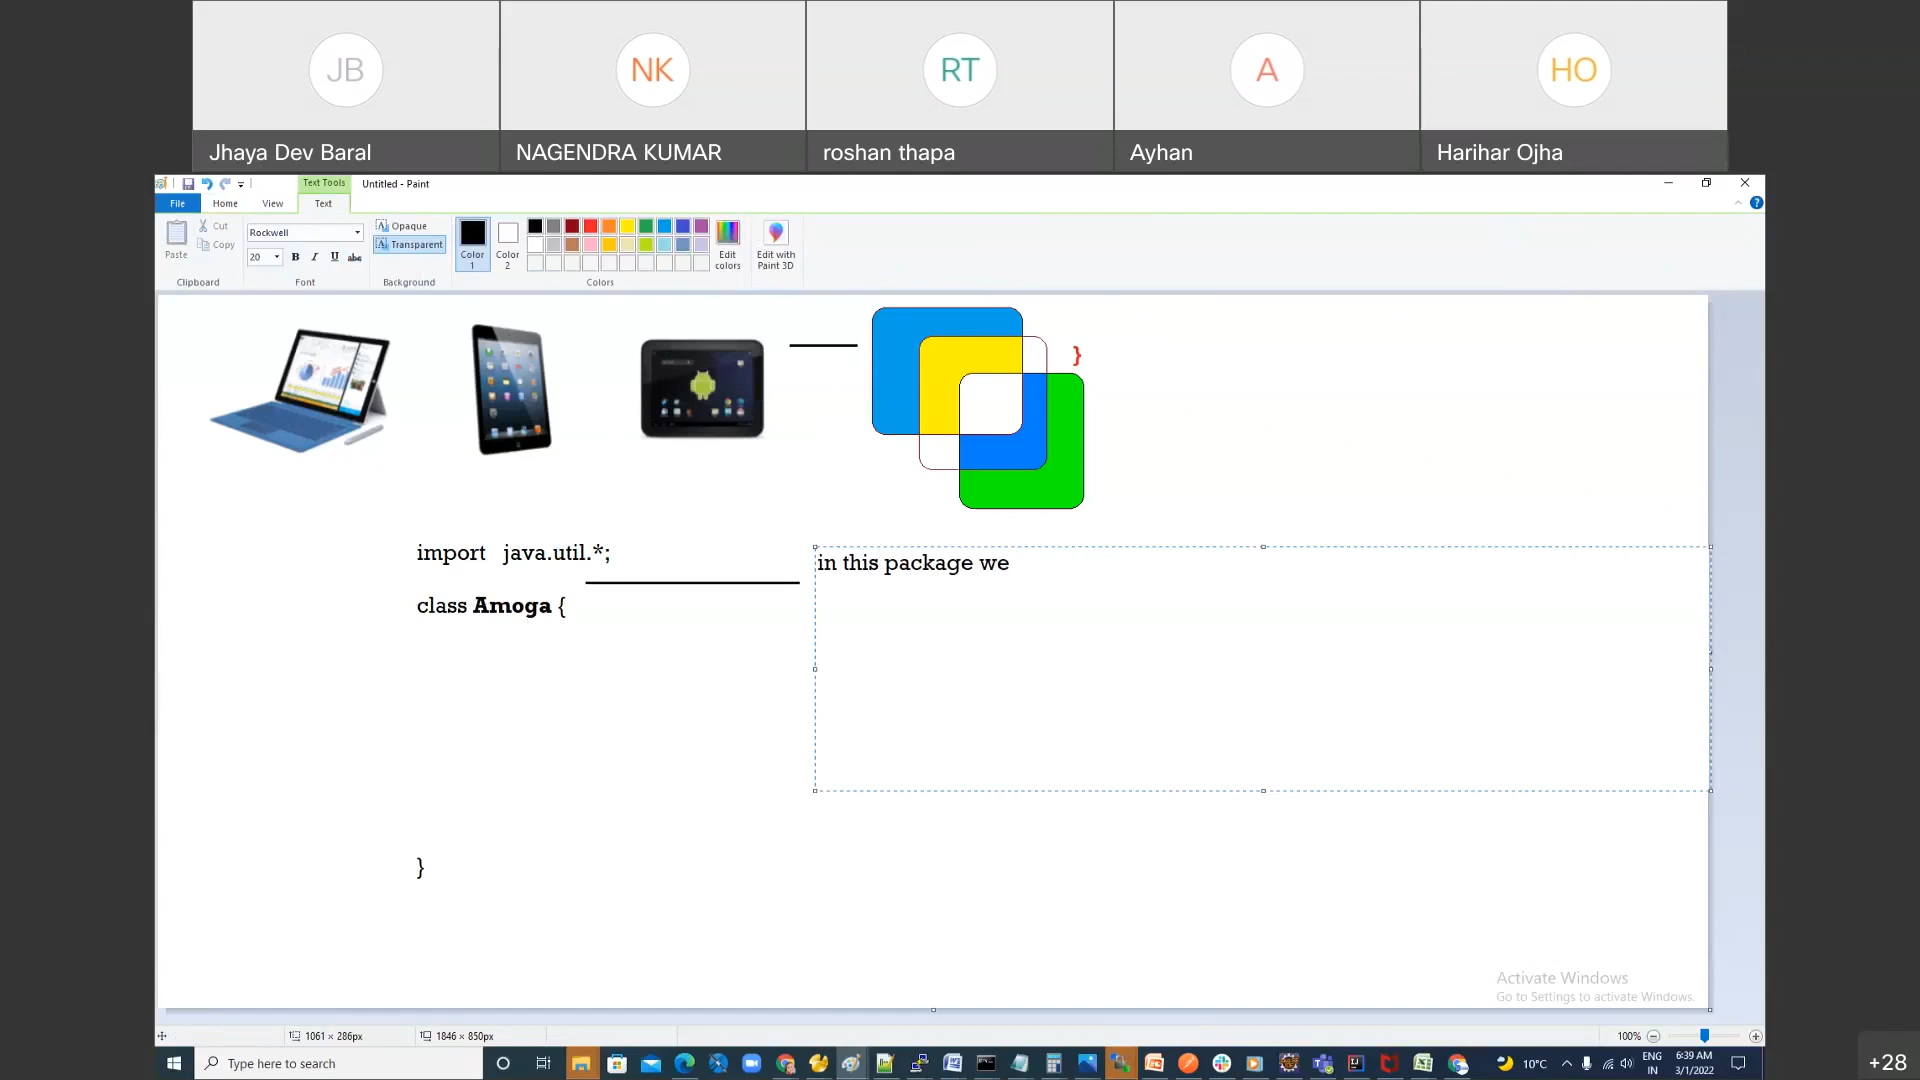 JB
NK
RT
A
HO
Jhaya Dev Baral
NAGENDRA KUMAR
roshan thapa
Ayhan
Harihar Ojha
Text Tools
Untitled - Paint
File
Home
View
Text
Paste
Cut
Copy
Clipboard
Rockwell
20
B I U abc
Font
Opaque
Transparent
Background
Color 1
Color 2
Edit colors
Edit with Paint 3D
Colors
}
import java.util.*;
in this package we
class Amoga {
}
Activate Windows
Go to Settings to activate Windows.
1061 × 286px
1846 × 850px
100%
Type here to search
10°C
ENG
IN
6:39 AM
3/1/2022
+28